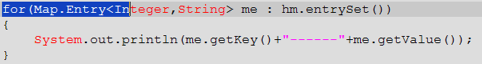 for(Map.Entry<Integer,String> me : hm.entrySet())
{
    System.out.println(me.getKey()+"------"+me.getValue());
}